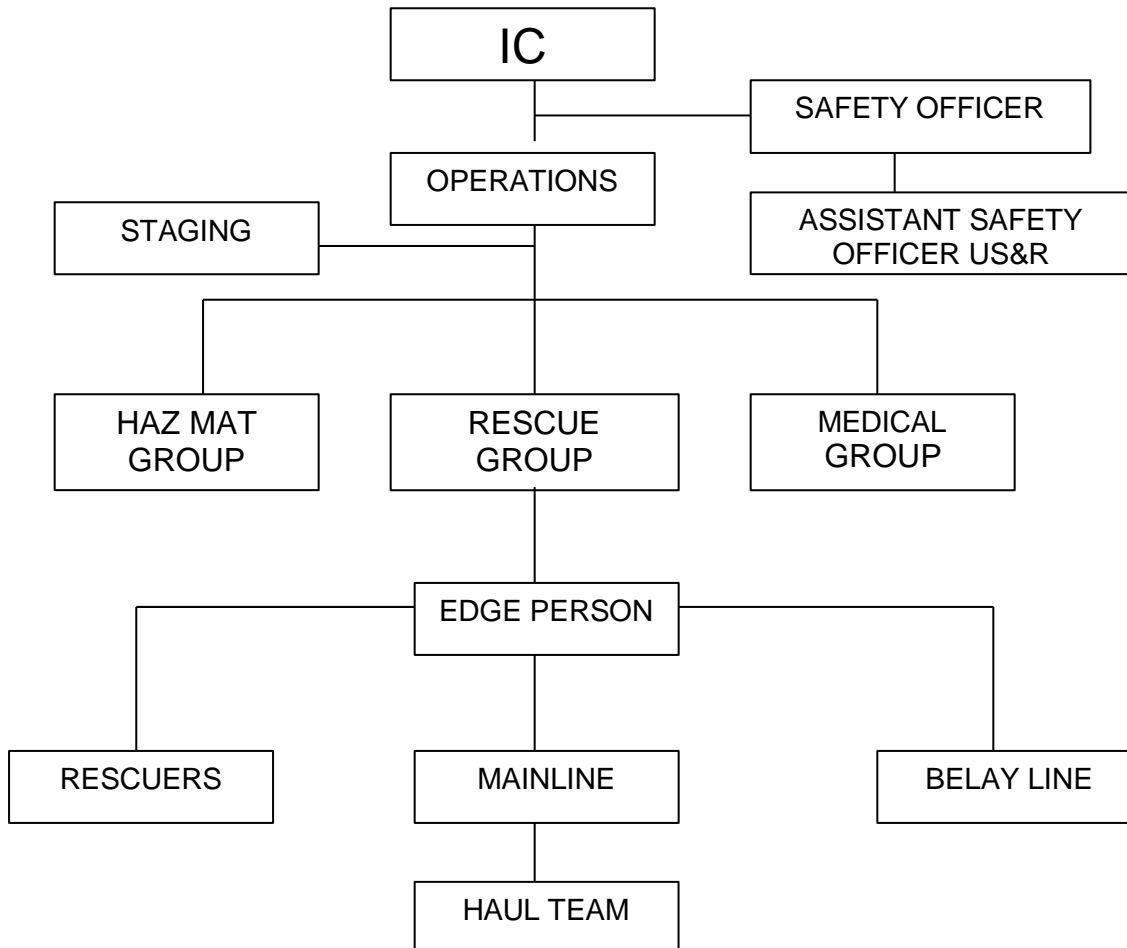 IC
SAFETY OFFICER
OPERATIONS
STAGING
ASSISTANT SAFETY
OFFICER US&R
HAZ MAT
GROUP
RESCUE
GROUP
MEDICAL
GROUP
EDGE PERSON
RESCUERS
MAINLINE
BELAY LINE
HAUL TEAM